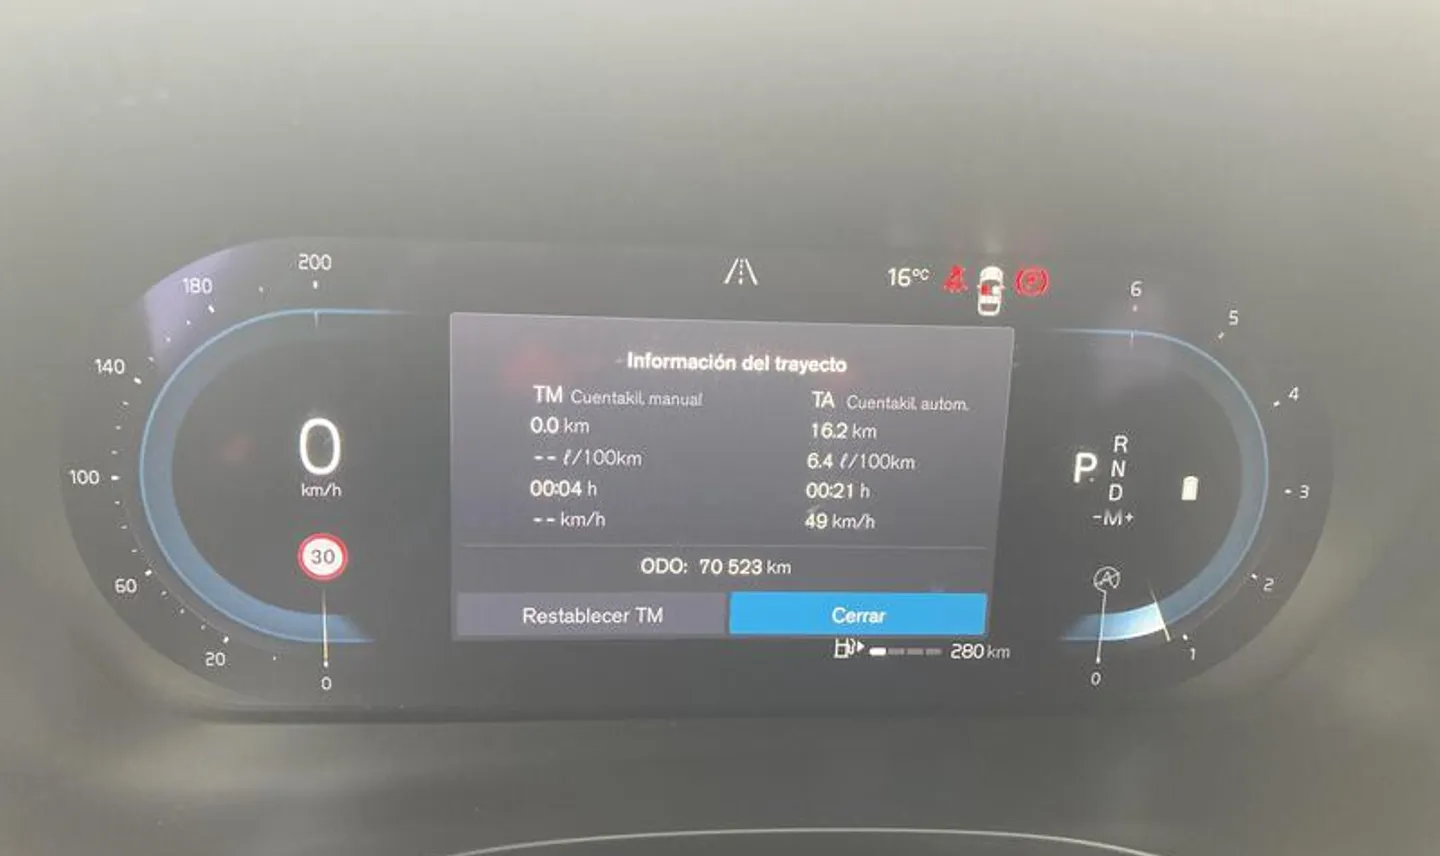 200
180
140
100
60
20
0
0
km/h
30
16°C
Información del trayecto
TM Cuentakil. manual
0.0 km
-- ℓ/100km
00:04 h
-- km/h
TA Cuentakil. autom.
16.2 km
6.4 ℓ/100km
00:21 h
49 km/h
ODO: 70 523 km
Restablecer TM
Cerrar
280 km
6
5
4
3
2
1
0
P
R
N
D
-M+
A